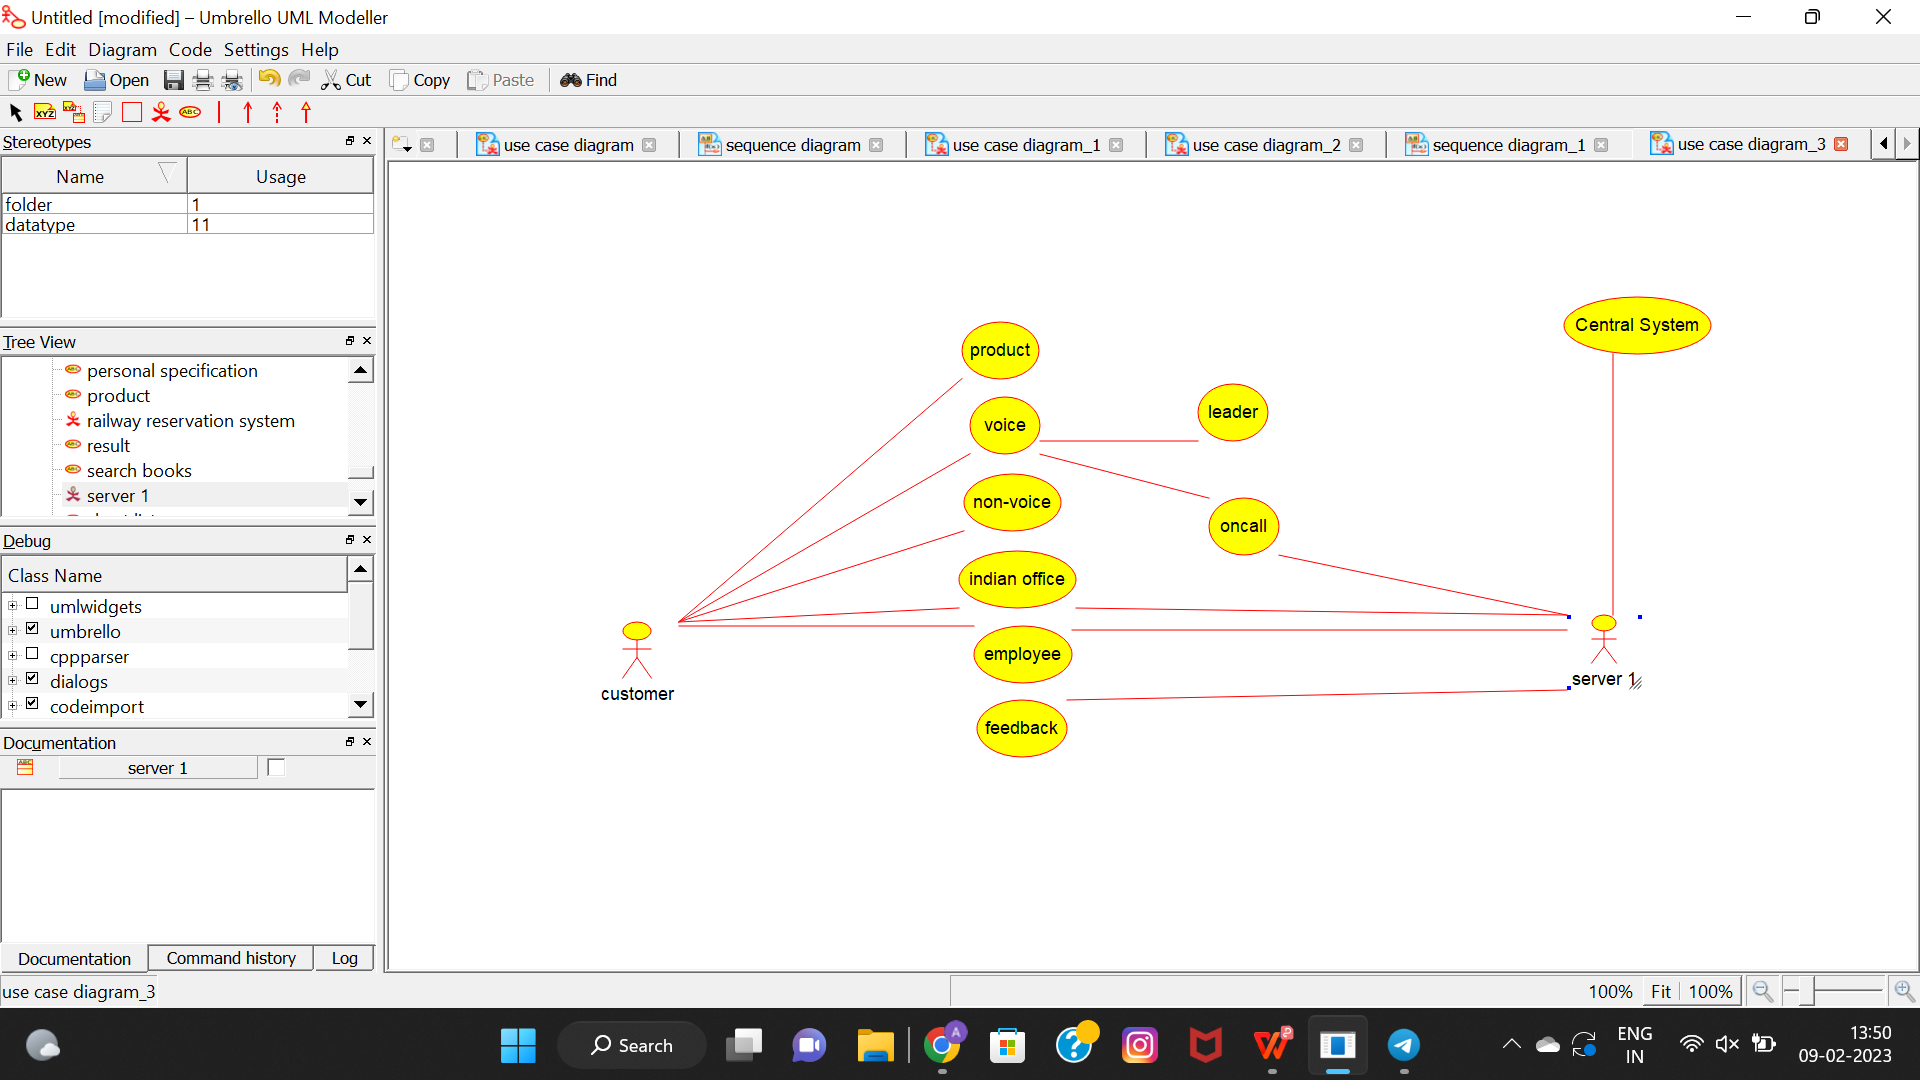 Untitled [modified] – Umbrello UML Modeller
File Edit Diagram Code Settings Help
New Open Cut Copy Paste Find
XYZ XYZ ABC
Stereotypes
Name Usage
folder 1
datatype 11
Tree View
personal specification
product
railway reservation system
result
search books
server 1
Debug
Class Name
umlwidgets
umbrello
cppparser
dialogs
codeimport
Documentation
server 1
Documentation Command history Log
use case diagram sequence diagram use case diagram_1 use case diagram_2 sequence diagram_1 use case diagram_3
Central System
product
leader
voice
non-voice
oncall
indian office
employee
feedback
customer
server 1
use case diagram_3
100% Fit 100%
Search
A
P
ENG
IN
13:50
09-02-2023